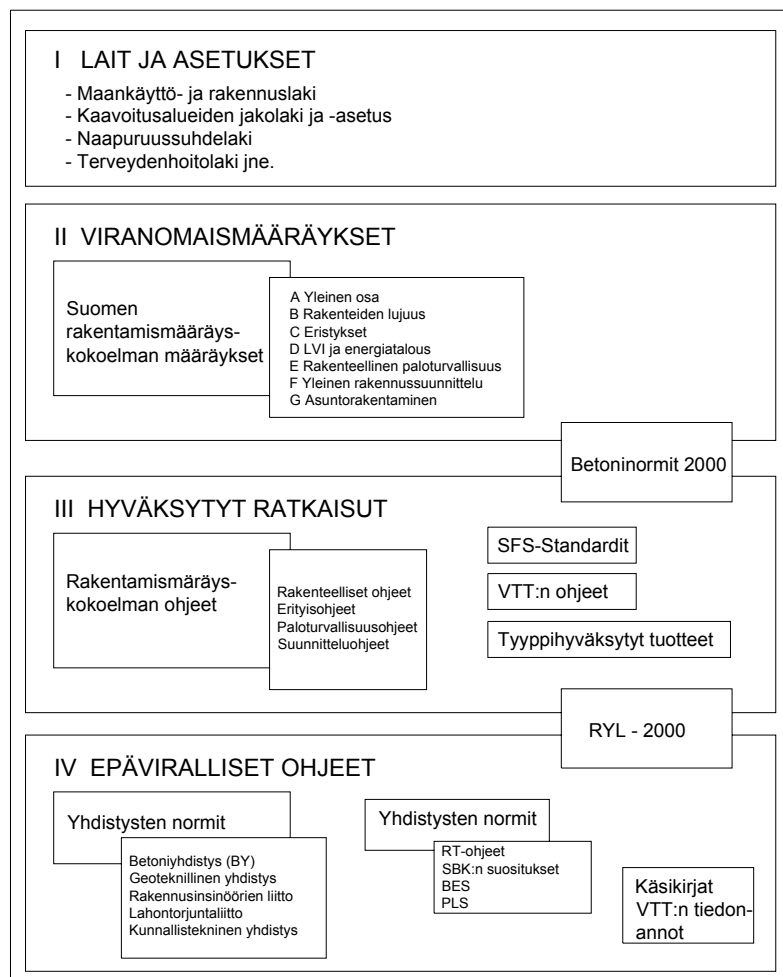 I LAIT JA ASETUKSET
- Maankäyttö- ja rakennuslaki
- Kaavoitusalueiden jakolaki ja -asetus
- Naapuruussuhdelaki
- Terveydenhoitolaki jne.
II VIRANOMAISMÄÄRÄYKSET
Suomen
rakentamismääräys-
kokoelman määräykset
A Yleinen osa
B Rakenteiden lujuus
C Eristykset
D LVI ja energiatalous
E Rakenteellinen paloturvallisuus
F Yleinen rakennussuunnittelu
G Asuntorakentaminen
Betoninormit 2000
III HYVÄKSYTYT RATKAISUT
Rakentamismäräys-
kokoelman ohjeet
Rakenteelliset ohjeet
Erityisohjeet
Paloturvallisuusohjeet
Suunnitteluohjeet
SFS-Standardit
VTT:n ohjeet
Tyyppihyväksytyt tuotteet
RYL - 2000
IV EPÄVIRALLISET OHJEET
Yhdistysten normit
Betoniyhdistys (BY)
Geoteknillinen yhdistys
Rakennusinsinöörien liitto
Lahontorjuntaliitto
Kunnallistekninen yhdistys
Yhdistysten normit
RT-ohjeet
SBK:n suositukset
BES
PLS
Käsikirjat
VTT:n tiedon-
annot